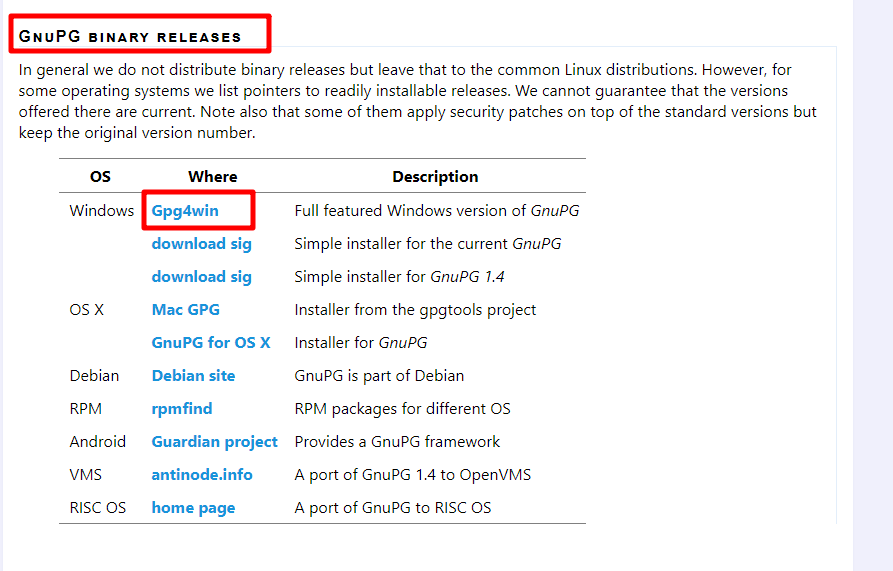 GNUPG BINARY RELEASES
In general we do not distribute binary releases but leave that to the common Linux distributions. However, for
some operating systems we list pointers to readily installable releases. We cannot guarantee that the versions
offered there are current. Note also that some of them apply security patches on top of the standard versions but
keep the original version number.
OS Where Description
Windows Gpg4win Full featured Windows version of GnuPG
download sig Simple installer for the current GnuPG
download sig Simple installer for GnuPG 1.4
OS X Mac GPG Installer from the gpgtools project
GnuPG for OS X Installer for GnuPG
Debian Debian site GnuPG is part of Debian
RPM rpmfind RPM packages for different OS
Android Guardian project Provides a GnuPG framework
VMS antinode.info A port of GnuPG 1.4 to OpenVMS
RISC OS home page A port of GnuPG to RISC OS